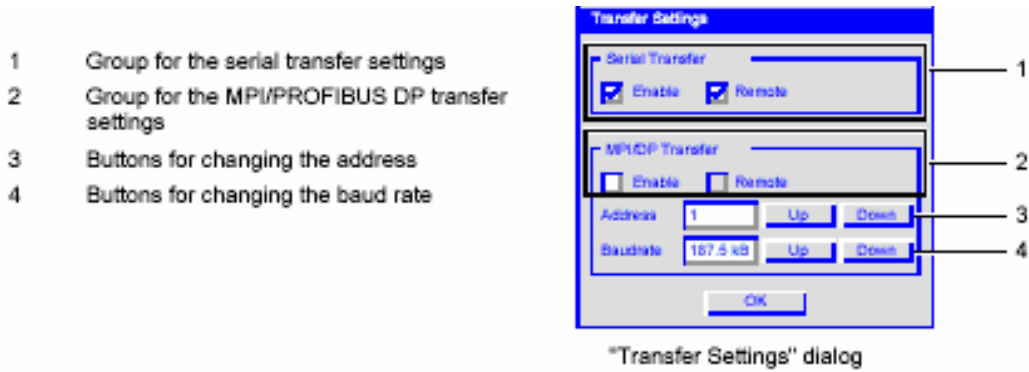 1 Group for the serial transfer settings
2 Group for the MPI/PROFIBUS DP transfer
settings
3 Buttons for changing the address
4 Buttons for changing the baud rate
Transfer Settings
Serial Transfer
Enable Remote
1
MPI/DP Transfer
Enable Remote
2
Address 1 Up Down 3
Baudrate 187.5 kB Up Down 4
OK
"Transfer Settings" dialog